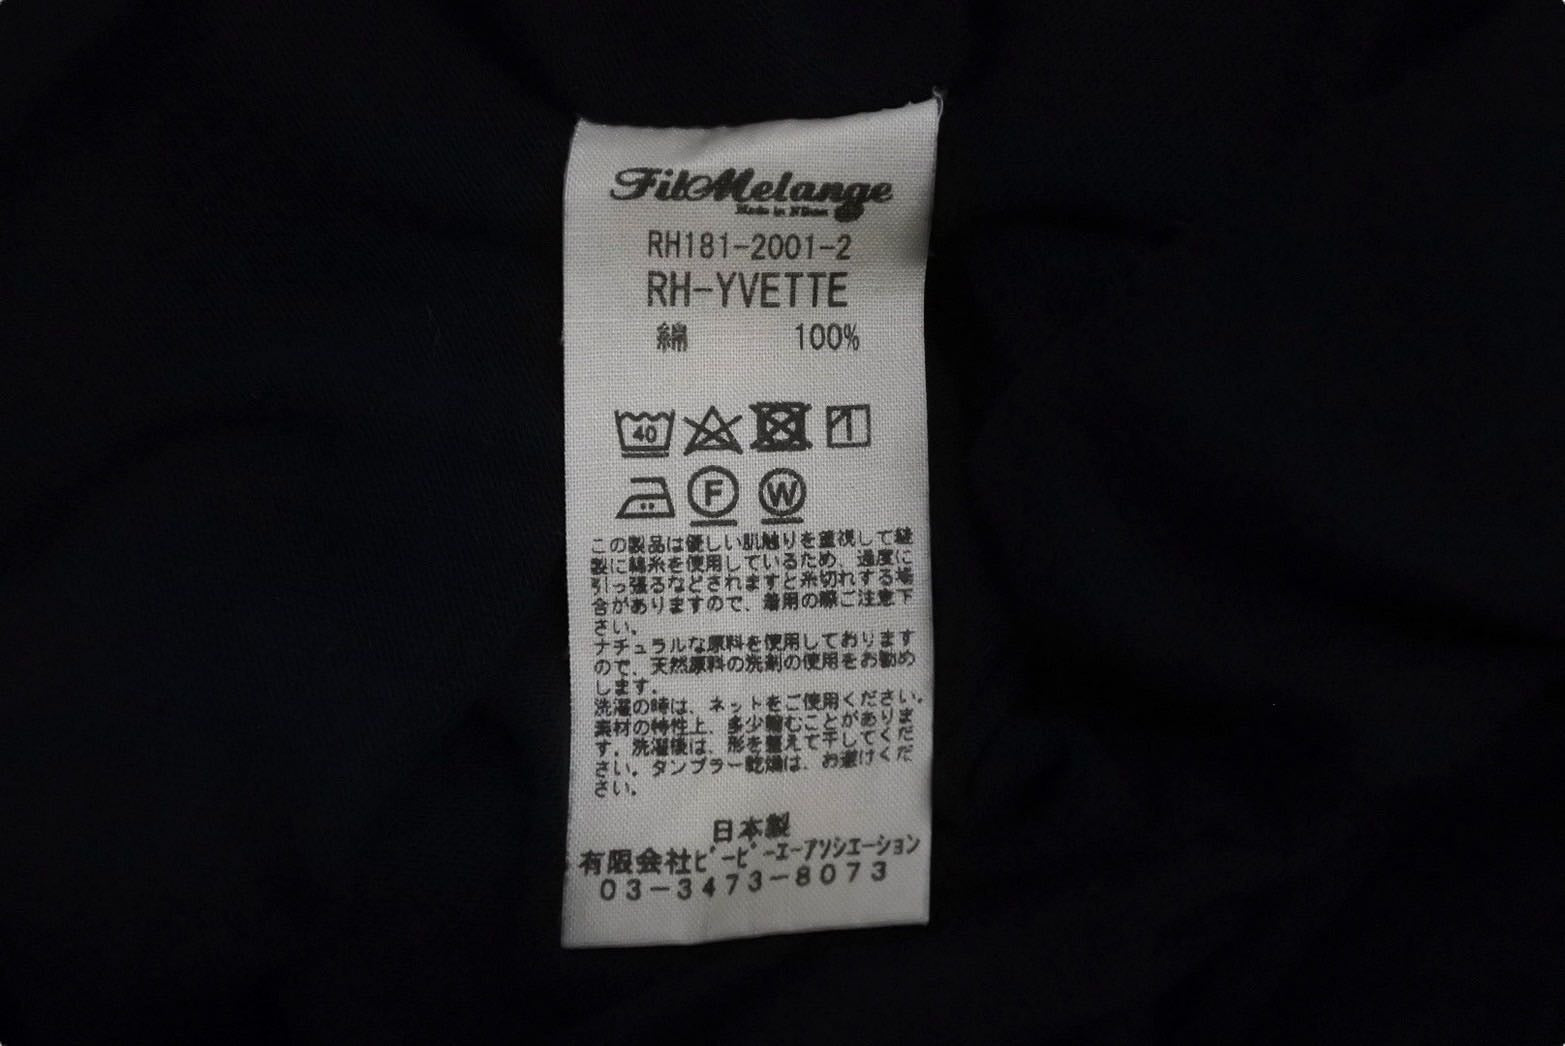 FilMelange
Made in Nihon
RH181-2001-2
RH-YVETTE
綿 100%
40
F W
この製品は優しい肌触りを重視して縫
製に綿糸を使用しているため、過度に
引っ張るなどされますと糸切れする場
合がありますので、着用の際ご注意下
さい。
ナチュラルな原料を使用しております
ので、天然原料の洗剤の使用をお勧め
します。
洗濯の時は、ネットをご使用ください。
素材の特性上、多少縮むことがありま
す。洗濯後は、形を整えて干してくだ
さい。タンブラー乾燥は、お避けくだ
さい。
日本製
有限会社ビービーエーアソシエーション
03-3473-8073